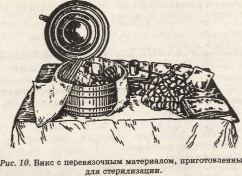 Рис. 10. Бикс с перевязочным материалом, приготовленны
для стерилизации.